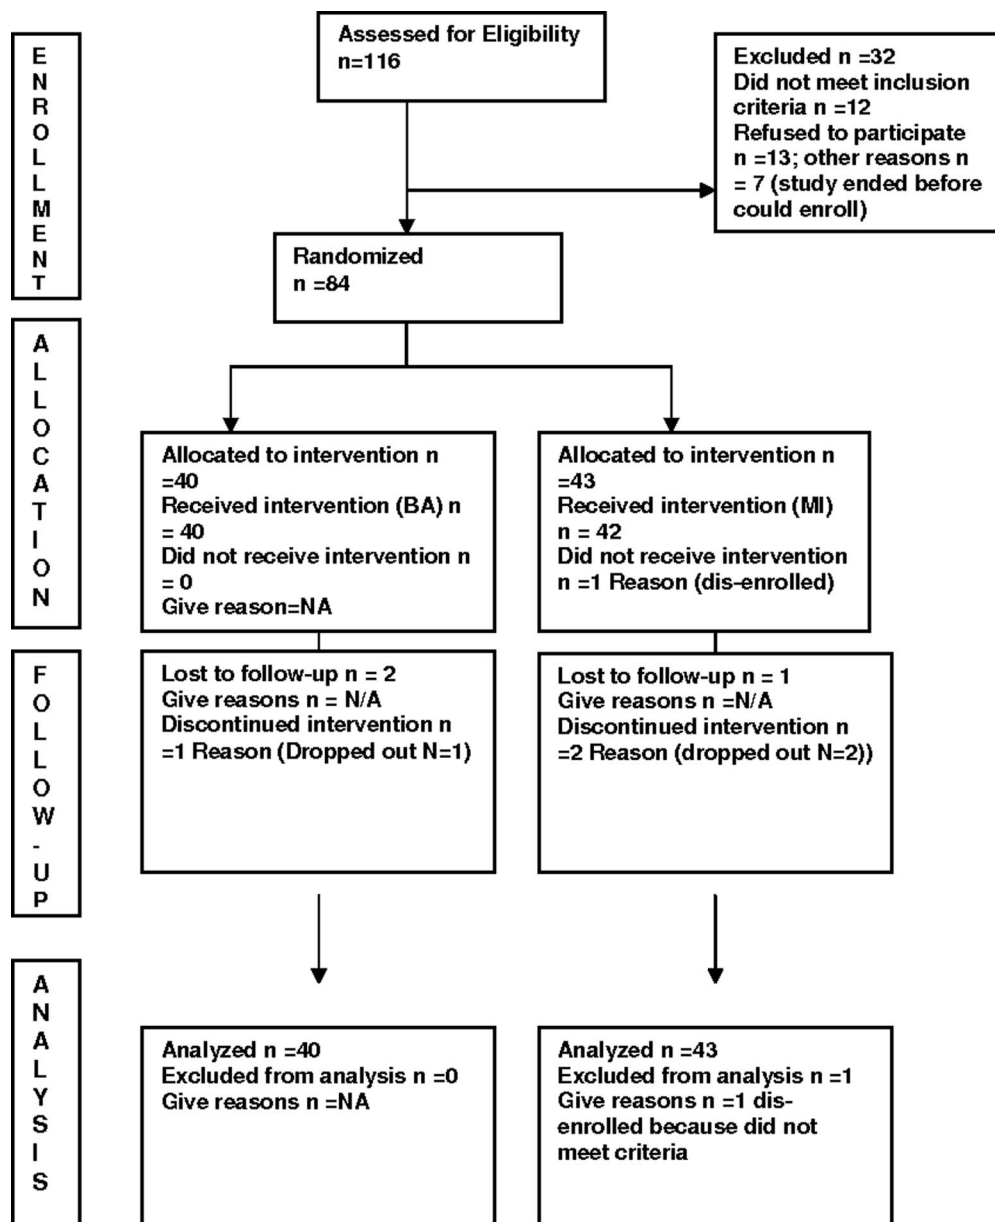 ENROLLMENT
Assessed for Eligibility
n=116
Excluded n =32
Did not meet inclusion
criteria n =12
Refused to participate
n =13; other reasons n
= 7 (study ended before
could enroll)
Randomized
n =84
ALLOCATION
Allocated to intervention n
=40
Received intervention (BA) n
= 40
Did not receive intervention n
= 0
Give reason=NA
Allocated to intervention n
=43
Received intervention (MI)
n = 42
Did not receive intervention
n =1 Reason (dis-enrolled)
FOLLOW-UP
Lost to follow-up n = 2
Give reasons n = N/A
Discontinued intervention n
=1 Reason (Dropped out N=1)
Lost to follow-up n = 1
Give reasons n =N/A
Discontinued intervention n
=2 Reason (dropped out N=2))
ANALYSIS
Analyzed n =40
Excluded from analysis n =0
Give reasons n =NA
Analyzed n =43
Excluded from analysis n =1
Give reasons n =1 dis-
enrolled because did not
meet criteria